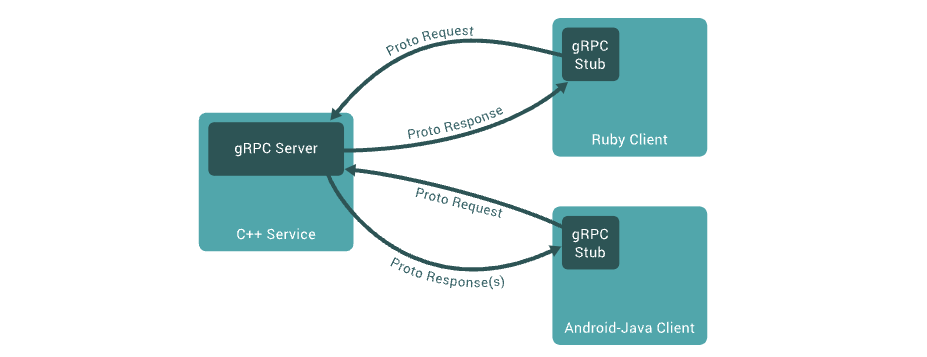 Proto Request
gRPC
Stub
Ruby Client
Proto Response
gRPC Server
C++ Service
Proto Request
gRPC
Stub
Proto Response(s)
Android-Java Client